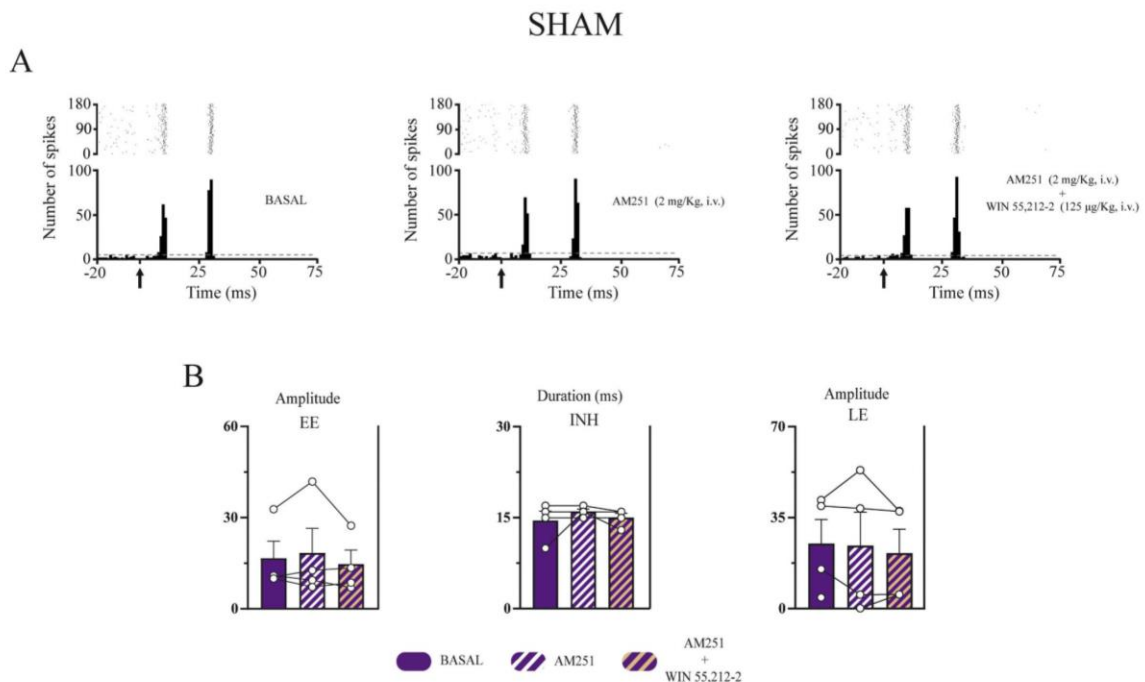 SHAM
A
Number of spikes
180
90
0
100
50
0
-20
25
50
75
Time (ms)
BASAL
Number of spikes
180
90
0
100
50
0
-20
25
50
75
Time (ms)
AM251 (2 mg/Kg, i.v.)
Number of spikes
180
90
0
100
50
0
-20
25
50
75
Time (ms)
AM251 (2 mg/Kg, i.v.)
+
WIN 55,212-2 (125 µg/Kg, i.v.)
B
Amplitude
EE
60
30
0
Duration (ms)
INH
30
15
0
Amplitude
LE
70
35
0
BASAL
AM251
AM251
+
WIN 55,212-2